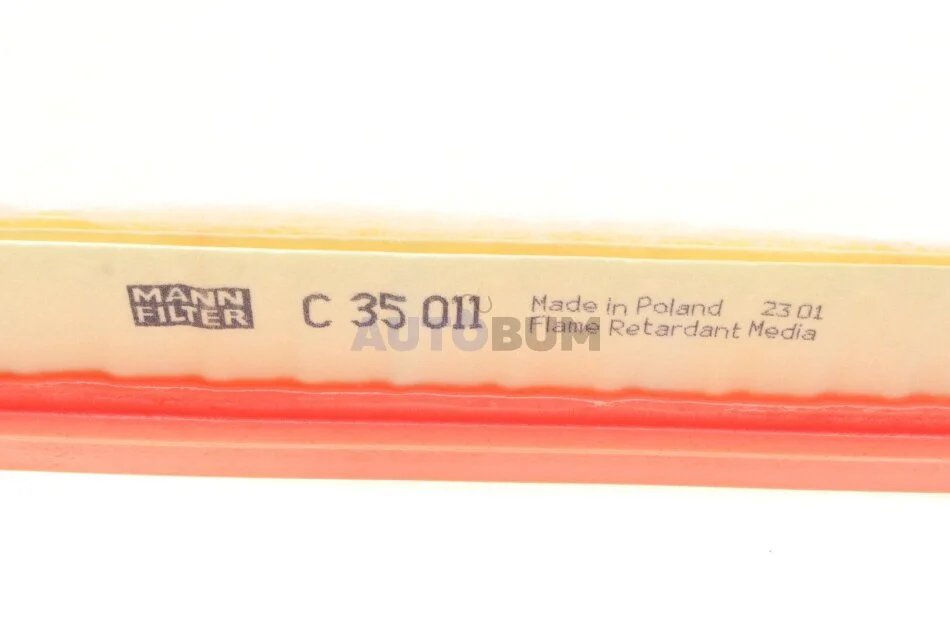 MANN
FILTER
C 35 011
Made in Poland 23 01
Flame Retardant Media
AUTOBUM